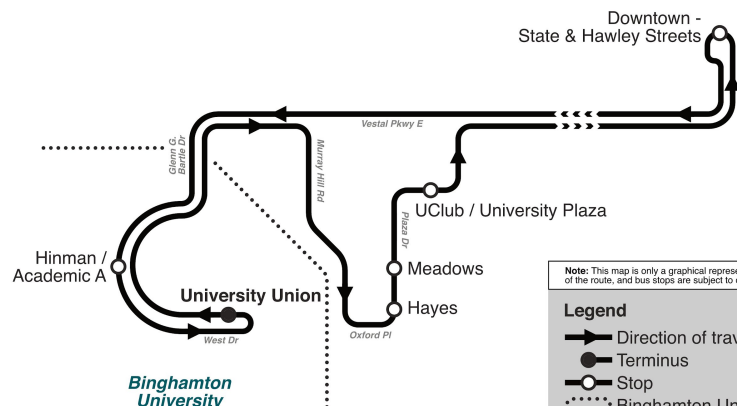 Downtown -
State & Hawley Streets
Vestal Pkwy E
Glenn G.
Bartle Dr
Murray Hill Rd
UClub / University Plaza
Plaza Dr
Hinman /
Academic A
Meadows
University Union
Hayes
West Dr
Oxford Pl
Binghamton
University
Note: This map is only a graphical
of the route, and bus stops are subject to
Legend
Direction of
Terminus
Stop
Binghamton